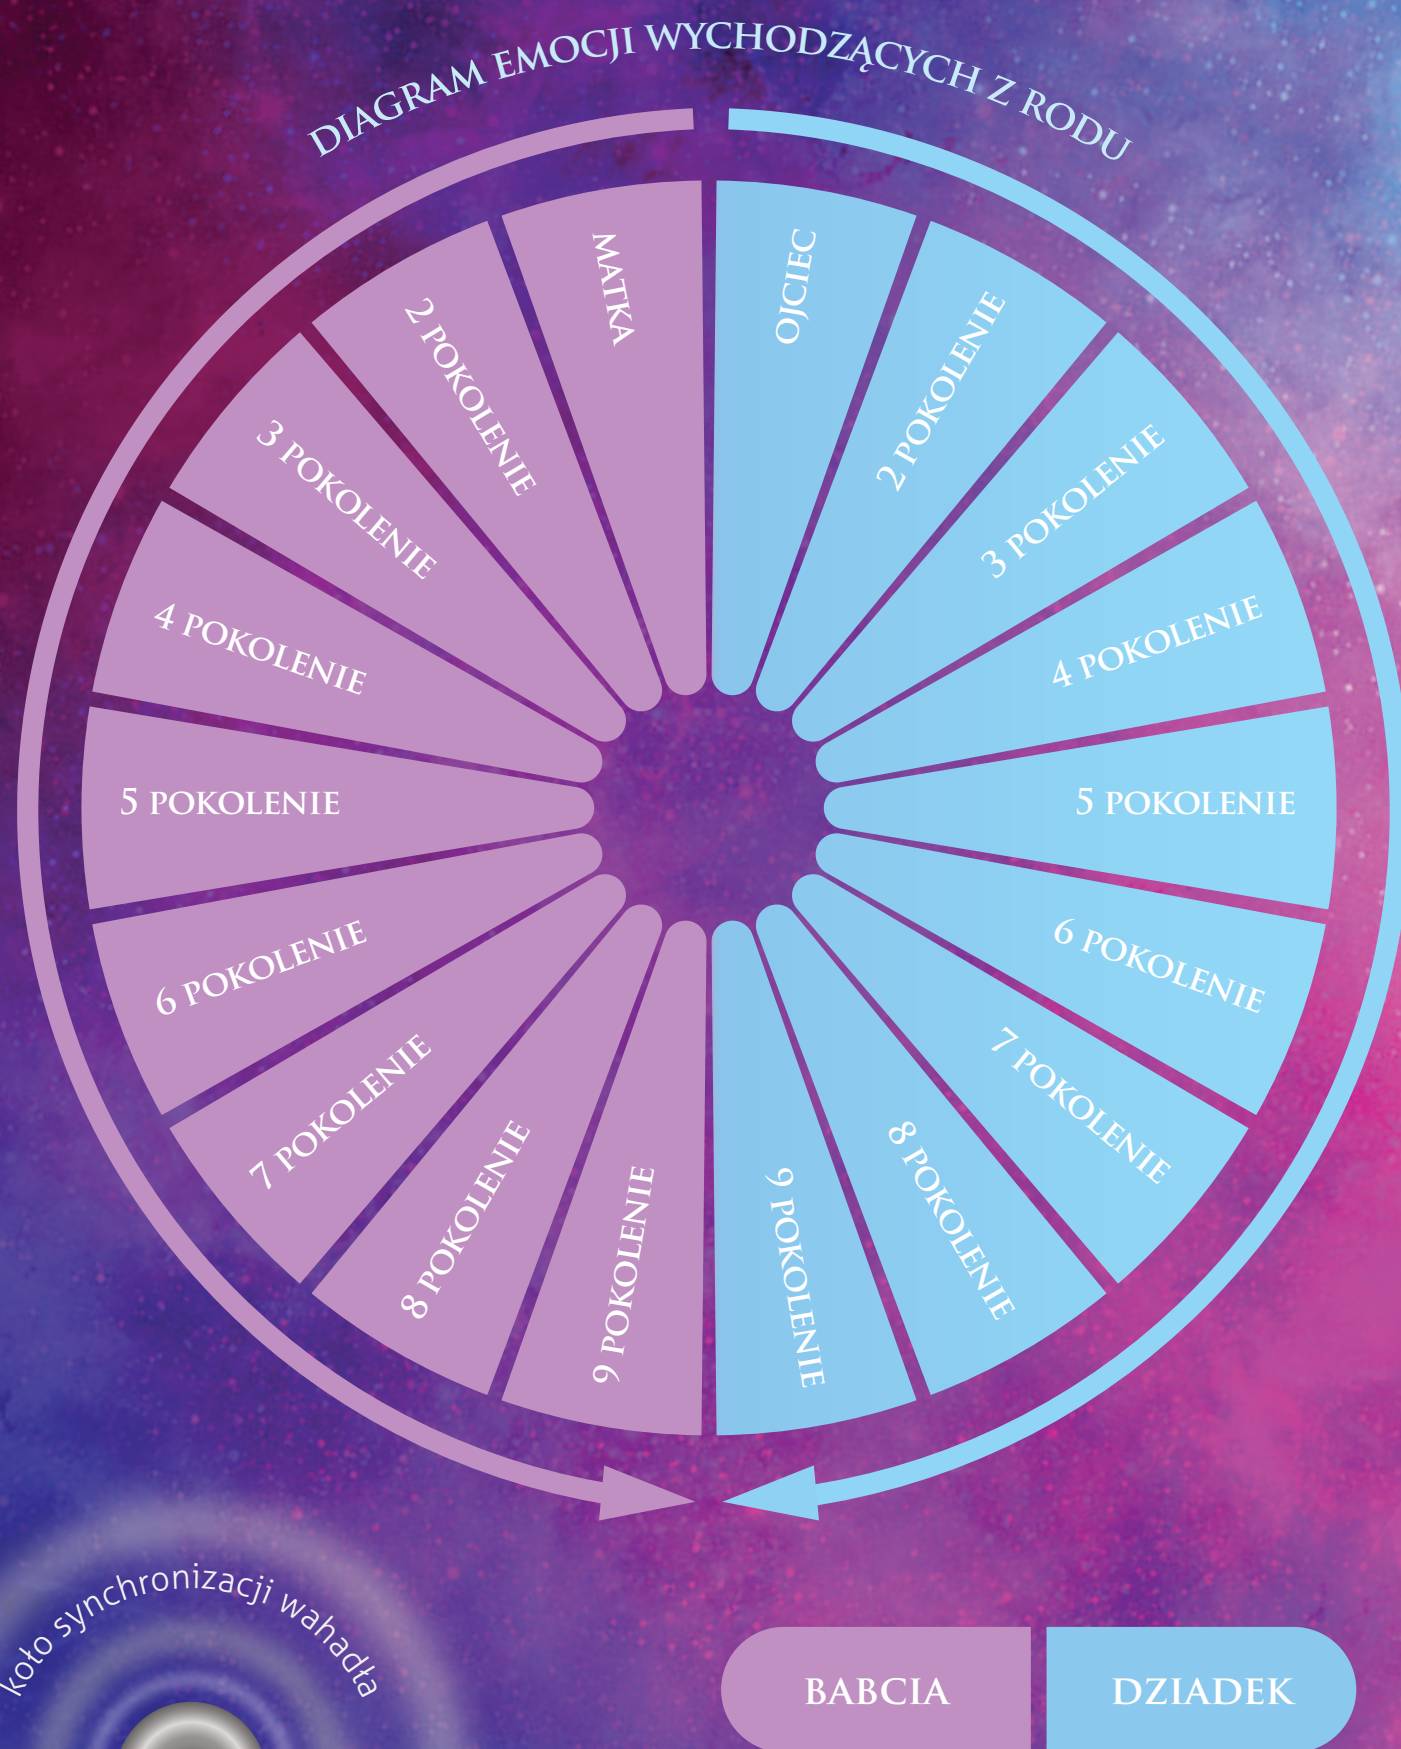 DIAGRAM EMOCJI WYCHODZĄCYCH Z RODU
MATKA
2 POKOLENIE
3 POKOLENIE
4 POKOLENIE
5 POKOLENIE
6 POKOLENIE
7 POKOLENIE
8 POKOLENIE
9 POKOLENIE
OJCIEC
2 POKOLENIE
3 POKOLENIE
4 POKOLENIE
5 POKOLENIE
6 POKOLENIE
7 POKOLENIE
8 POKOLENIE
9 POKOLENIE
koło synchronizacji wahadła
BABCIA
DZIADEK